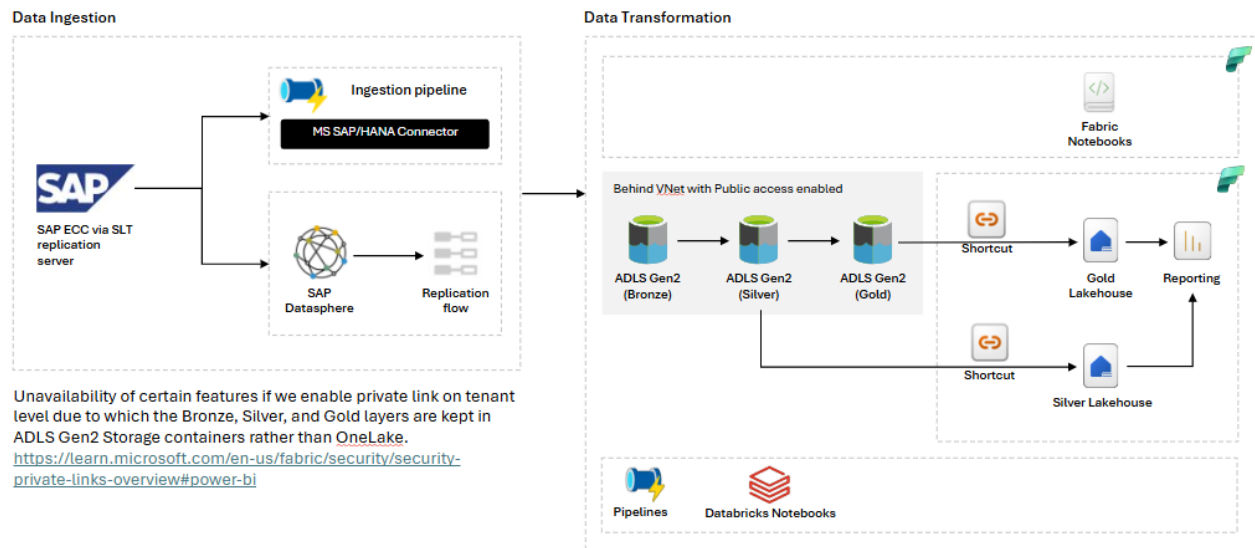 Data Ingestion
Ingestion pipeline
MS SAP/HANA Connector
SAP
SAP ECC via SLT
replication
server
SAP
Datasphere
Replication
flow
Unavailability of certain features if we enable private link on tenant
level due to which the Bronze, Silver, and Gold layers are kept in
ADLS Gen2 Storage containers rather than OneLake.
https://learn.microsoft.com/en-us/fabric/security/security-
private-links-overview#power-bi
Data Transformation
Fabric
Notebooks
Behind VNet with Public access enabled
ADLS Gen2
(Bronze)
ADLS Gen2
(Silver)
ADLS Gen2
(Gold)
Shortcut
Gold
Lakehouse
Reporting
Shortcut
Silver Lakehouse
Pipelines
Databricks Notebooks